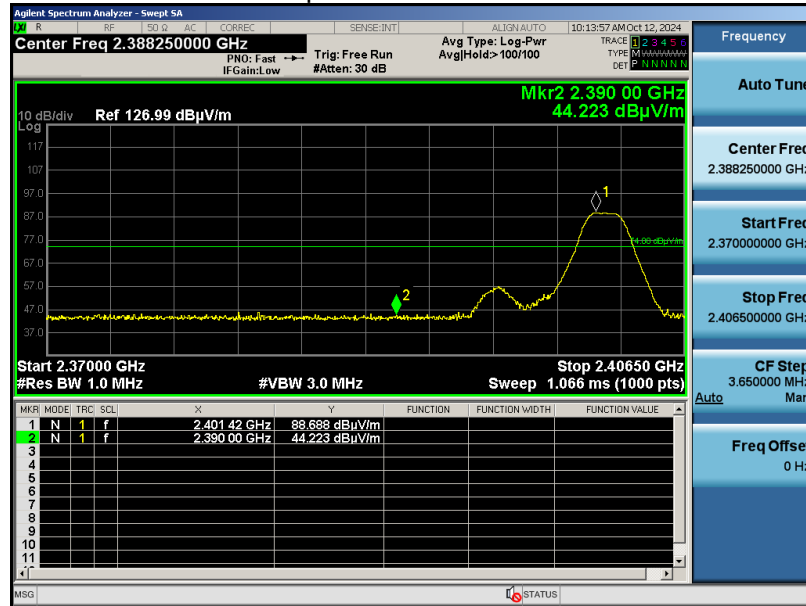 Agilent Spectrum Analyzer - Swept SA
LXI R RF 50 Ω AC CORREC SENSE:INT ALIGN AUTO 10:13:57 AM Oct 12, 2024
Center Freq 2.388250000 GHz
PNO: Fast
IFGain:Low
Trig: Free Run
#Atten: 30 dB
Avg Type: Log-Pwr
Avg|Hold:>100/100
TRACE 1 2 3 4 5 6
TYPE M
DET P N N N N N
Mkr2 2.390 00 GHz
44.223 dBµV/m
10 dB/div Ref 126.99 dBµV/m
Log
117
107
97.0
87.0
77.0
67.0
57.0
47.0
37.0
1
2
74.00 dBµV/m
Start 2.37000 GHz Stop 2.40650 GHz
#Res BW 1.0 MHz #VBW 3.0 MHz Sweep 1.066 ms (1000 pts)
MKR MODE TRC SCL X Y FUNCTION FUNCTION WIDTH FUNCTION VALUE
1 N 1 f 2.401 42 GHz 88.688 dBµV/m
2 N 1 f 2.390 00 GHz 44.223 dBµV/m
3
4
5
6
7
8
9
10
11
MSG STATUS
Frequency
Auto Tune
Center Freq
2.388250000 GHz
Start Freq
2.370000000 GHz
Stop Freq
2.406500000 GHz
CF Step
3.650000 MHz
Auto Man
Freq Offset
0 Hz